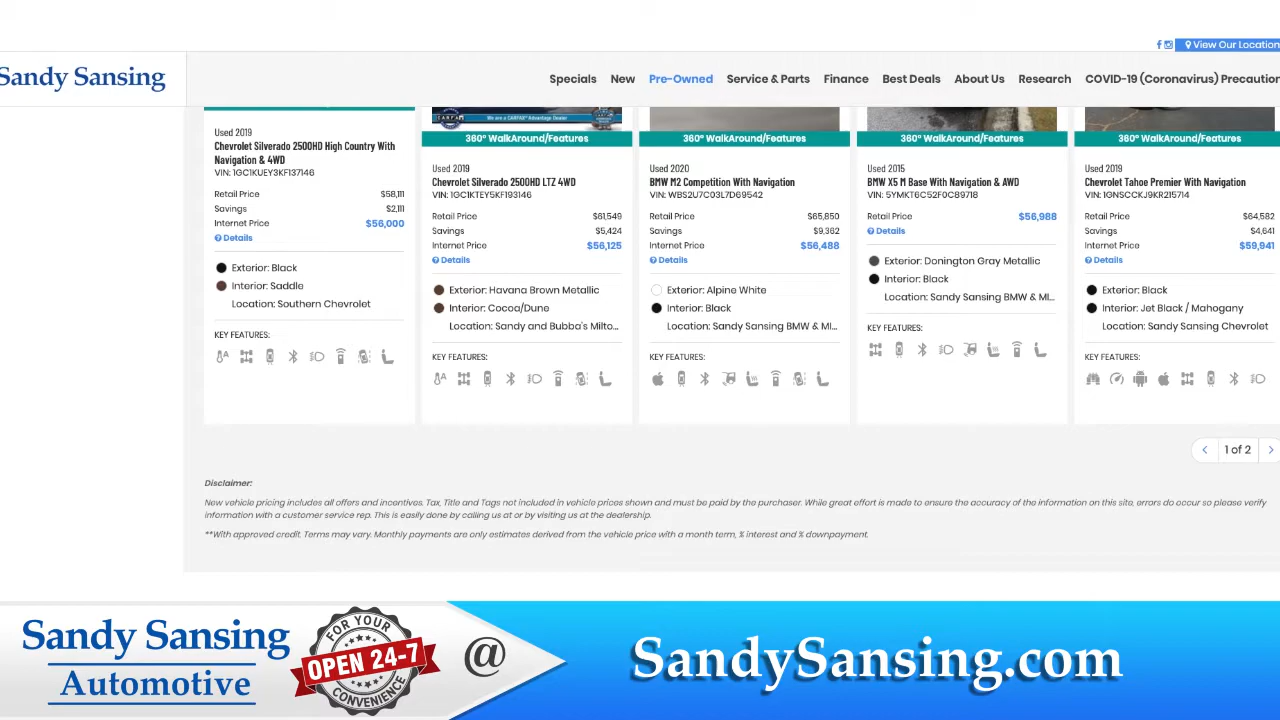 View Our Location
Sandy Sansing
Specials New Pre-Owned Service & Parts Finance Best Deals About Us Research COVID-19 (Coronavirus) Precaution
Used 2019
Chevrolet Silverado 2500HD High Country With
Navigation & 4WD
VIN: 1GC1KUEY3KF137146
Retail Price $58,111
Savings $2,111
Internet Price $56,000
Details
Exterior: Black
Interior: Saddle
Location: Southern Chevrolet
KEY FEATURES:
We are a CARFAX Advantage Dealer
360° WalkAround/Features
Used 2019
Chevrolet Silverado 2500HD LTZ 4WD
VIN: 1GC1KTEY5KF193146
Retail Price $61,549
Savings $5,424
Internet Price $56,125
Details
Exterior: Havana Brown Metallic
Interior: Cocoa/Dune
Location: Sandy and Bubba's Milto...
KEY FEATURES:
360° WalkAround/Features
Used 2020
BMW M2 Competition With Navigation
VIN: WBS2U7C03L7D69542
Retail Price $65,850
Savings $9,362
Internet Price $56,488
Details
Exterior: Alpine White
Interior: Black
Location: Sandy Sansing BMW & MI...
KEY FEATURES:
360° WalkAround/Features
Used 2015
BMW X5 M Base With Navigation & AWD
VIN: 5YMKT6C52F0C89718
Retail Price $56,988
Details
Exterior: Donington Gray Metallic
Interior: Black
Location: Sandy Sansing BMW & MI...
KEY FEATURES:
360° WalkAround/Features
Used 2019
Chevrolet Tahoe Premier With Navigation
VIN: 1GNSCCKJ9KR215714
Retail Price $64,582
Savings $4,641
Internet Price $59,941
Details
Exterior: Black
Interior: Jet Black / Mahogany
Location: Sandy Sansing Chevrolet
KEY FEATURES:
1 of 2
Disclaimer:
New vehicle pricing includes all offers and incentives. Tax, Title and Tags not included in vehicle prices shown and must be paid by the purchaser. While great effort is made to ensure the accuracy of the information on this site, errors do occur so please verify
information with a customer service rep. This is easily done by calling us at or by visiting us at the dealership.
**With approved credit. Terms may vary. Monthly payments are only estimates derived from the vehicle price with a month term, % interest and % downpayment.
Sandy Sansing
Automotive
FOR YOUR
OPEN 24-7
CONVENIENCE
@
SandySansing.com